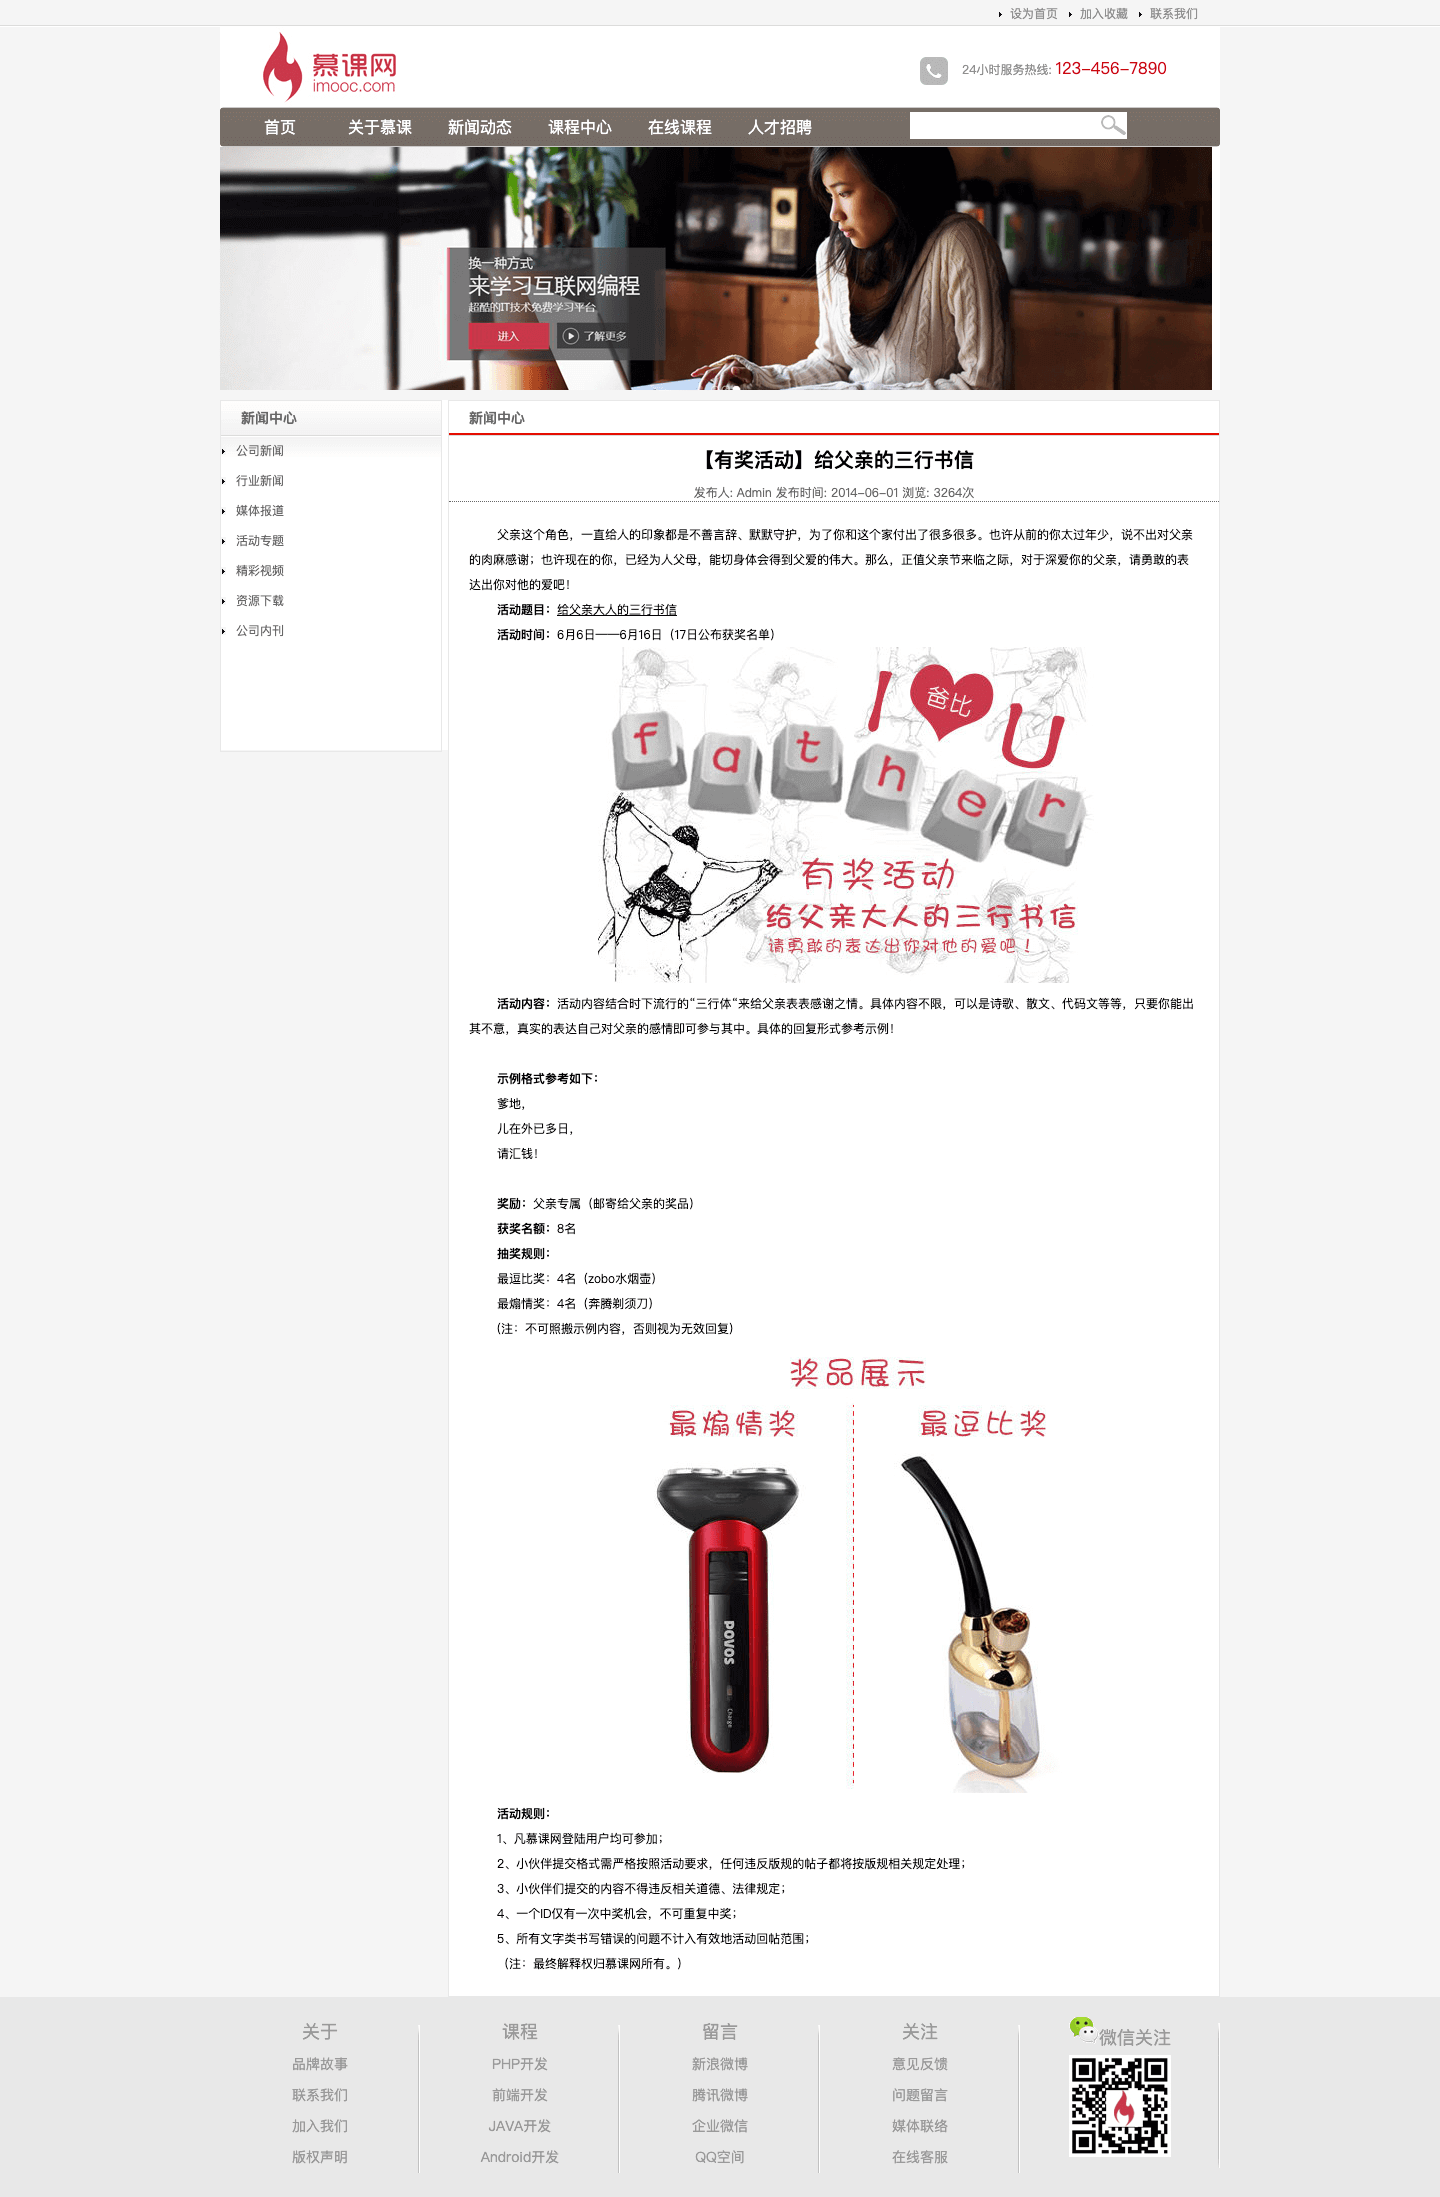 设为首页 加入收藏 联系我们
慕课网
imooc.com
24小时服务热线: 123-456-7890
首页 关于慕课 新闻动态 课程中心 在线课程 人才招聘
换一种方式
来学习互联网编程
超酷的IT技术免费学习平台
进入 了解更多
新闻中心
公司新闻
行业新闻
媒体报道
活动专题
精彩视频
资源下载
公司内刊
新闻中心
【有奖活动】给父亲的三行书信
发布人: Admin 发布时间: 2014-06-01 浏览: 3264次
父亲这个角色，一直给人的印象都是不善言辞、默默守护，为了你和这个家付出了很多很多。也许从前的你太过年少，说不出对父亲
的肉麻感谢；也许现在的你，已经为人父母，能切身体会得到父爱的伟大。那么，正值父亲节来临之际，对于深爱你的父亲，请勇敢的表
达出你对他的爱吧！
活动题目：给父亲大人的三行书信
活动时间：6月6日——6月16日（17日公布获奖名单）
I 爸比 U
father
有奖活动
给父亲大人的三行书信
请勇敢的表达出你对他的爱吧！
活动内容：活动内容结合时下流行的“三行体“来给父亲表表感谢之情。具体内容不限，可以是诗歌、散文、代码文等等，只要你能出
其不意，真实的表达自己对父亲的感情即可参与其中。具体的回复形式参考示例！
示例格式参考如下：
爹地，
儿在外已多日，
请汇钱！
奖励：父亲专属（邮寄给父亲的奖品）
获奖名额：8名
抽奖规则：
最逗比奖：4名（zobo水烟壶）
最煽情奖：4名（奔腾剃须刀）
(注：不可照搬示例内容，否则视为无效回复)
奖品展示
最煽情奖 最逗比奖
POVOS
Charge
活动规则：
1、凡慕课网登陆用户均可参加；
2、小伙伴提交格式需严格按照活动要求，任何违反版规的帖子都将按版规相关规定处理；
3、小伙伴们提交的内容不得违反相关道德、法律规定；
4、一个ID仅有一次中奖机会，不可重复中奖；
5、所有文字类书写错误的问题不计入有效地活动回帖范围；
（注：最终解释权归慕课网所有。）
关于
品牌故事
联系我们
加入我们
版权声明
课程
PHP开发
前端开发
JAVA开发
Android开发
留言
新浪微博
腾讯微博
企业微信
QQ空间
关注
意见反馈
问题留言
媒体联络
在线客服
微信关注